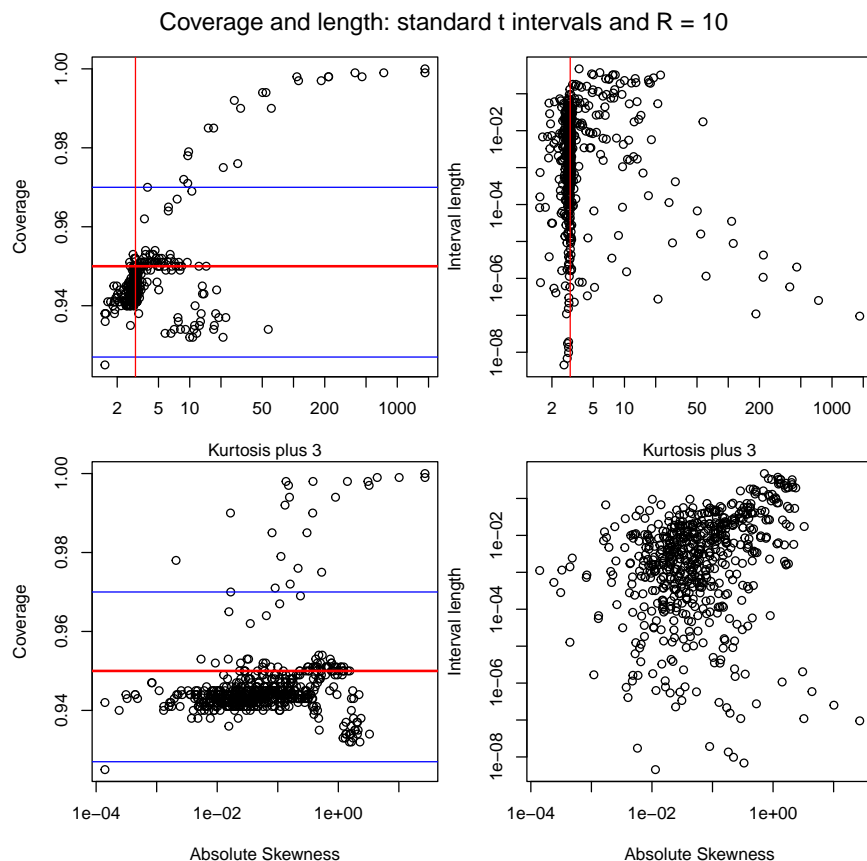 Coverage and length: standard t intervals and R = 10
Coverage
0.94 0.96 0.98 1.00
2 5 10 50 200 1000
Kurtosis plus 3
Interval length
1e-08 1e-06 1e-04 1e-02
2 5 10 50 200 1000
Kurtosis plus 3
Coverage
0.94 0.96 0.98 1.00
1e-04 1e-02 1e+00
Absolute Skewness
Interval length
1e-08 1e-06 1e-04 1e-02
1e-04 1e-02 1e+00
Absolute Skewness